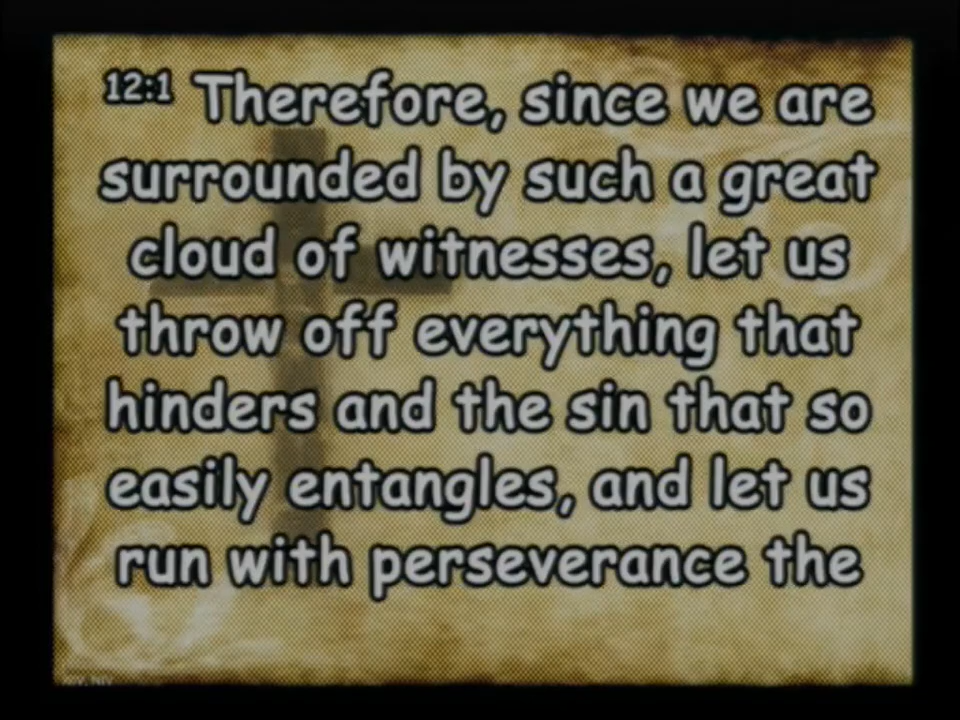 12:1 Therefore, since we are
surrounded by such a great
cloud of witnesses, let us
throw off everything that
hinders and the sin that so
easily entangles, and let us
run with perseverance the